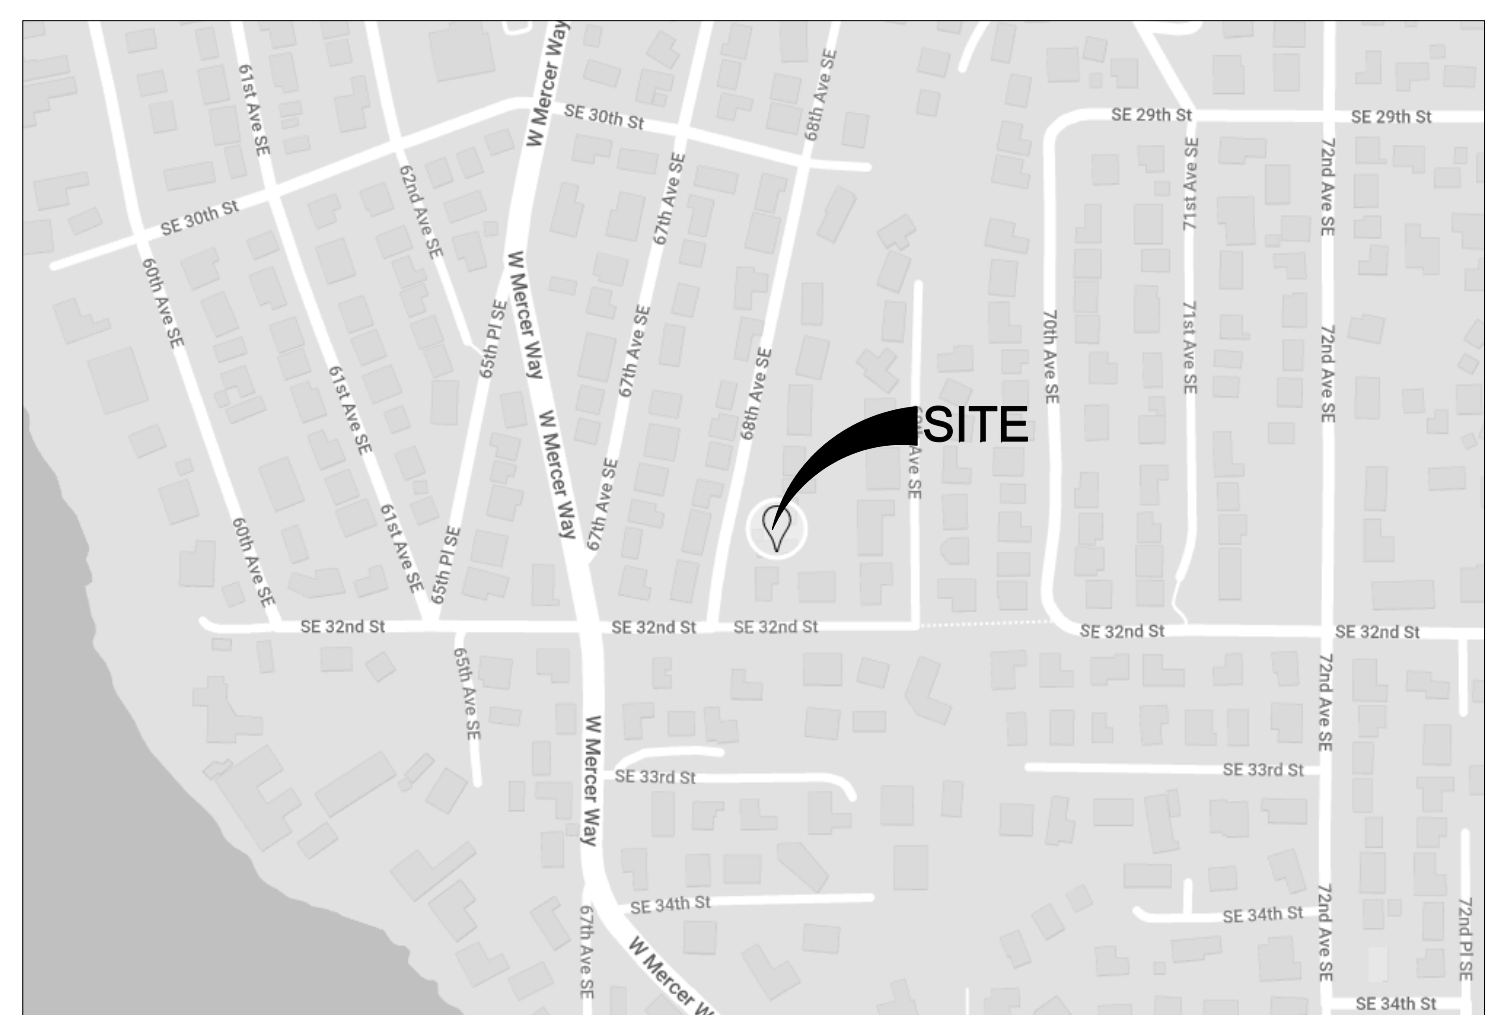 W Mercer Way
61st Ave SE
68th Ave SE
SE 30th St
SE 29th St
SE 29th St
62nd Ave SE
67th Ave SE
71st Ave SE
72nd Ave SE
SE 30th St
60th Ave SE
W Mercer Way
65th Pl SE
67th Ave SE
68th Ave SE
70th Ave SE
71st Ave SE
72nd Ave SE
61st Ave SE
W Mercer Way
SITE
Ave SE
67th Ave SE
60th Ave SE
61st Ave SE
65th Pl SE
SE 32nd St
SE 32nd St
SE 32nd St
SE 32nd St
SE 32nd St
65th Ave SE
72nd Ave SE
W Mercer Way
SE 33rd St
SE 33rd St
SE 34th St
SE 34th St
67th Ave SE
72nd Ave SE
72nd Pl SE
W Mercer W
SE 34th St